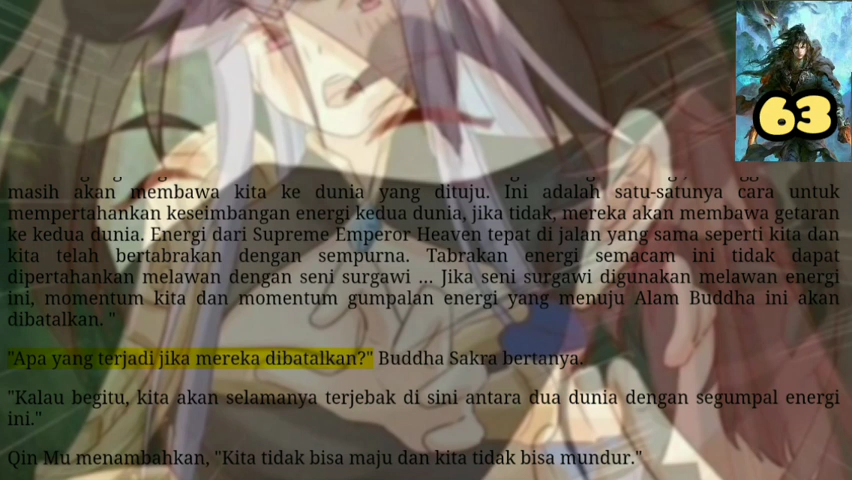 63
masih akan membawa kita ke dunia yang dituju. Ini adalah satu-satunya cara untuk
mempertahankan keseimbangan energi kedua dunia, jika tidak, mereka akan membawa getaran
ke kedua dunia. Energi dari Supreme Emperor Heaven tepat di jalan yang sama seperti kita dan
kita telah bertabrakan dengan sempurna. Tabrakan energi semacam ini tidak dapat
dipertahankan melawan dengan seni surgawi ... Jika seni surgawi digunakan melawan energi
ini, momentum kita dan momentum gumpalan energi yang menuju Alam Buddha ini akan
dibatalkan. "
"Apa yang terjadi jika mereka dibatalkan?" Buddha Sakra bertanya.
"Kalau begitu, kita akan selamanya terjebak di sini antara dua dunia dengan segumpal energi
ini."
Qin Mu menambahkan, "Kita tidak bisa maju dan kita tidak bisa mundur."